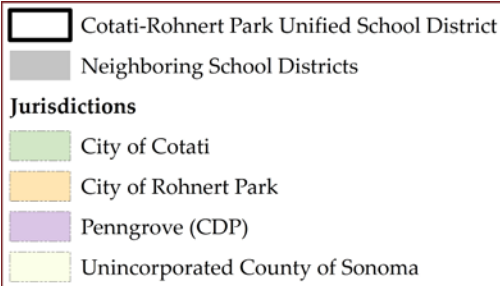 Cotati-Rohnert Park Unified School District
Neighboring School Districts
Jurisdictions
City of Cotati
City of Rohnert Park
Penngrove (CDP)
Unincorporated County of Sonoma